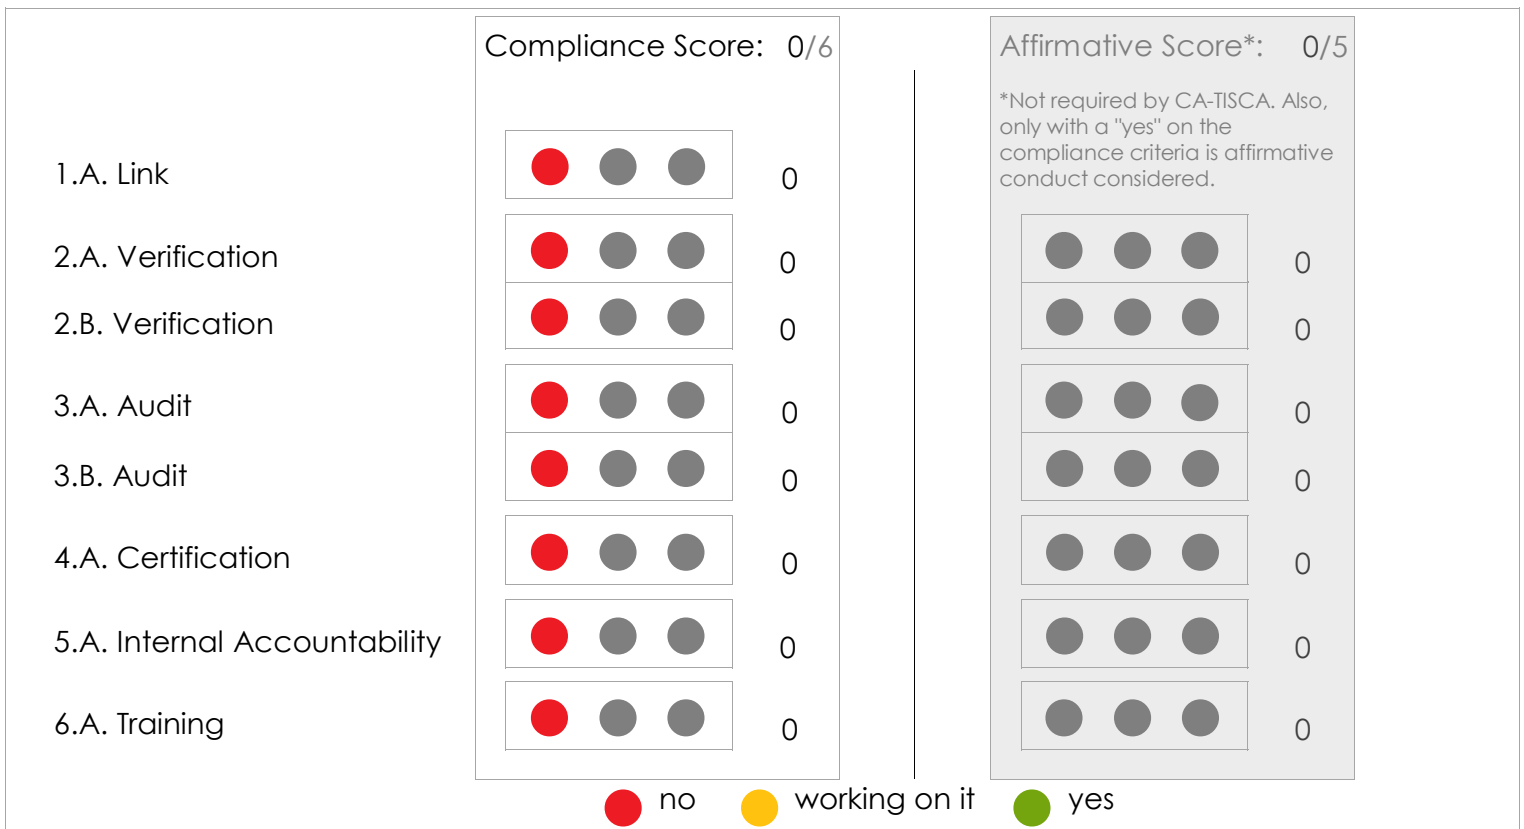 Compliance Score: 0/6
Affirmative Score*: 0/5
*Not required by CA-TISCA. Also,
only with a "yes" on the
compliance criteria is affirmative
conduct considered.
1.A. Link 0
2.A. Verification 0 0
2.B. Verification 0 0
3.A. Audit 0 0
3.B. Audit 0 0
4.A. Certification 0 0
5.A. Internal Accountability 0 0
6.A. Training 0 0
no working on it yes